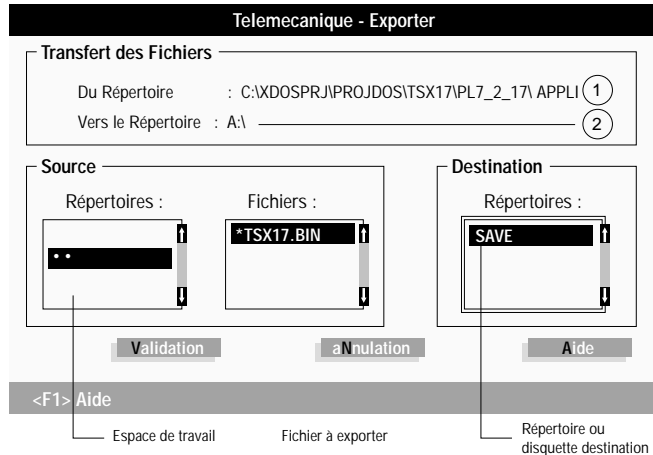 Telemecanique - Exporter
Transfert des Fichiers
Du Répertoire : C:\XDOSPRJ\PROJDOS\TSX17\PL7_2_17\ APPLI 1
Vers le Répertoire : A:\ 2
Source
Destination
Répertoires :
Fichiers :
Répertoires :
*TSX17.BIN
SAVE
••
Validation
aNnulation
Aide
<F1> Aide
Espace de travail
Fichier à exporter
Répertoire ou
disquette destination